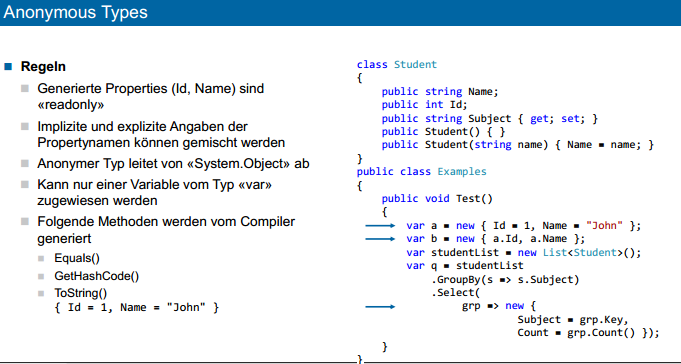 Anonymous Types
Regeln
Generierte Properties (Id, Name) sind
«readonly»
Implizite und explizite Angaben der
Propertynamen können gemischt werden
Anonymer Typ leitet von «System.Object» ab
Kann nur einer Variable vom Typ «var»
zugewiesen werden
Folgende Methoden werden vom Compiler
generiert
Equals()
GetHashCode()
ToString()
{ Id = 1, Name = "John" }
class Student
{
    public string Name;
    public int Id;
    public string Subject { get; set; }
    public Student() { }
    public Student(string name) { Name = name; }
}
public class Examples
{
    public void Test()
    {
        var a = new { Id = 1, Name = "John" };
        var b = new { a.Id, a.Name };
        var studentList = new List<Student>();
        var q = studentList
            .GroupBy(s => s.Subject)
            .Select(
                grp => new {
                        Subject = grp.Key,
                        Count = grp.Count() });
    }
}